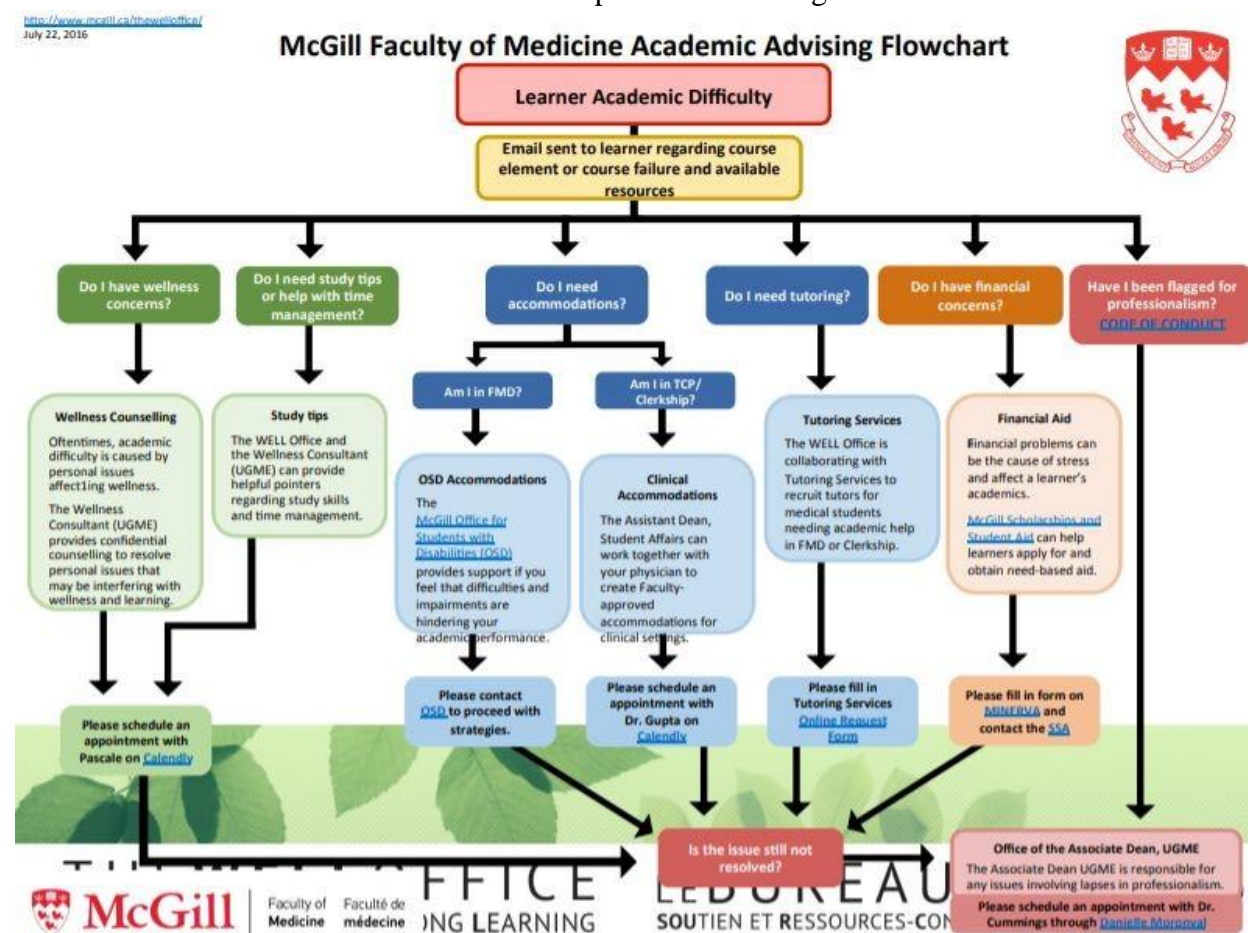 http://www.mcgill.ca/thewelloffice/
July 22, 2016
McGill Faculty of Medicine Academic Advising Flowchart
Learner Academic Difficulty
Email sent to learner regarding course
element or course failure and available
resources
Do I have wellness
concerns?
Do I need study tips
or help with time
management?
Do I need
accommodations?
Do I need tutoring?
Do I have financial
concerns?
Have I been flagged for
professionalism?
CODE OF CONDUCT
Am I in FMD?
Am I in TCP/
Clerkship?
Wellness Counselling
Oftentimes, academic
difficulty is caused by
personal issues
affect1ing wellness.
The Wellness
Consultant (UGME)
provides confidential
counselling to resolve
personal issues that
may be interfering with
wellness and learning.
Study tips
The WELL Office and
the Wellness Consultant
(UGME) can provide
helpful pointers
regarding study skills
and time management.
OSD Accommodations
The
McGill Office for
Students with
Disabilities (OSD)
provides support if you
feel that difficulties and
impairments are
hindering your
academic performance.
Clinical
Accommodations
The Assistant Dean,
Student Affairs can
work together with
your physician to
create Faculty-
approved
accommodations for
clinical settings.
Tutoring Services
The WELL Office is
collaborating with
Tutoring Services to
recruit tutors for
medical students
needing academic help
in FMD or Clerkship.
Financial Aid
Financial problems can
be the cause of stress
and affect a learner's
academics.
McGill Scholarships and
Student Aid can help
learners apply for and
obtain need-based aid.
Please schedule an
appointment with
Pascale on Calendly
Please contact
OSD to proceed with
strategies.
Please schedule an
appointment with
Dr. Gupta on
Calendly
Please fill in
Tutoring Services
Online Request
Form
Please fill in form on
MINERVA and
contact the SSA
Is the issue still not
resolved?
Office of the Associate Dean, UGME
The Associate Dean UGME is responsible for
any issues involving lapses in professionalism.
Please schedule an appointment with Dr.
Cummings through Danielle Moronval
McGill
Faculty of
Medicine
Faculté de
médecine
FFICE
NG LEARNING
LE BUREAU
SOUTIEN ET RESSOURCES-CON